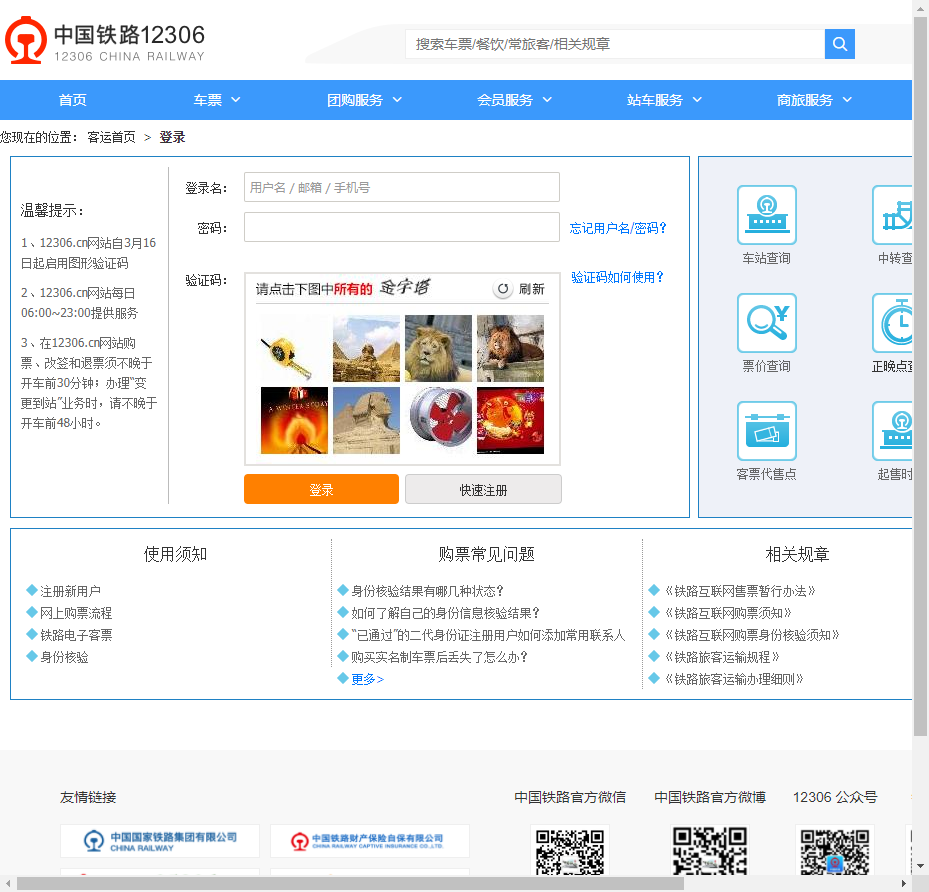 中国铁路12306
12306 CHINA RAILWAY
搜索车票/餐饮/常旅客/相关规章
首页 车票 团购服务 会员服务 站车服务 商旅服务
您现在的位置： 客运首页 > 登录
温馨提示：
1、12306.cn网站自3月16
日起启用图形验证码
2、12306.cn网站每日
06:00~23:00提供服务
3、在12306.cn网站购
票、改签和退票须不晚于
开车前30分钟；办理"变
更到站"业务时，请不晚于
开车前48小时。
登录名： 用户名 / 邮箱 / 手机号
密码： 忘记用户名/密码?
验证码： 验证码如何使用?
请点击下图中所有的 金字塔 刷新
A WINTER STORY
登录 快速注册
车站查询 中转查
票价查询 正晚点查
客票代售点 起售时
使用须知
注册新用户
网上购票流程
铁路电子客票
身份核验
购票常见问题
身份核验结果有哪几种状态?
如何了解自己的身份信息核验结果?
"已通过"的二代身份证注册用户如何添加常用联系人
购买实名制车票后丢失了怎么办?
更多>
相关规章
《铁路互联网售票暂行办法》
《铁路互联网购票须知》
《铁路互联网购票身份核验须知》
《铁路旅客运输规程》
《铁路旅客运输办理细则》
友情链接 中国铁路官方微信 中国铁路官方微博 12306 公众号
中国国家铁路集团有限公司
CHINA RAILWAY
中国铁路财产保险自保有限公司
CHINA RAILWAY CAPTIVE INSURANCE CO.,LTD.